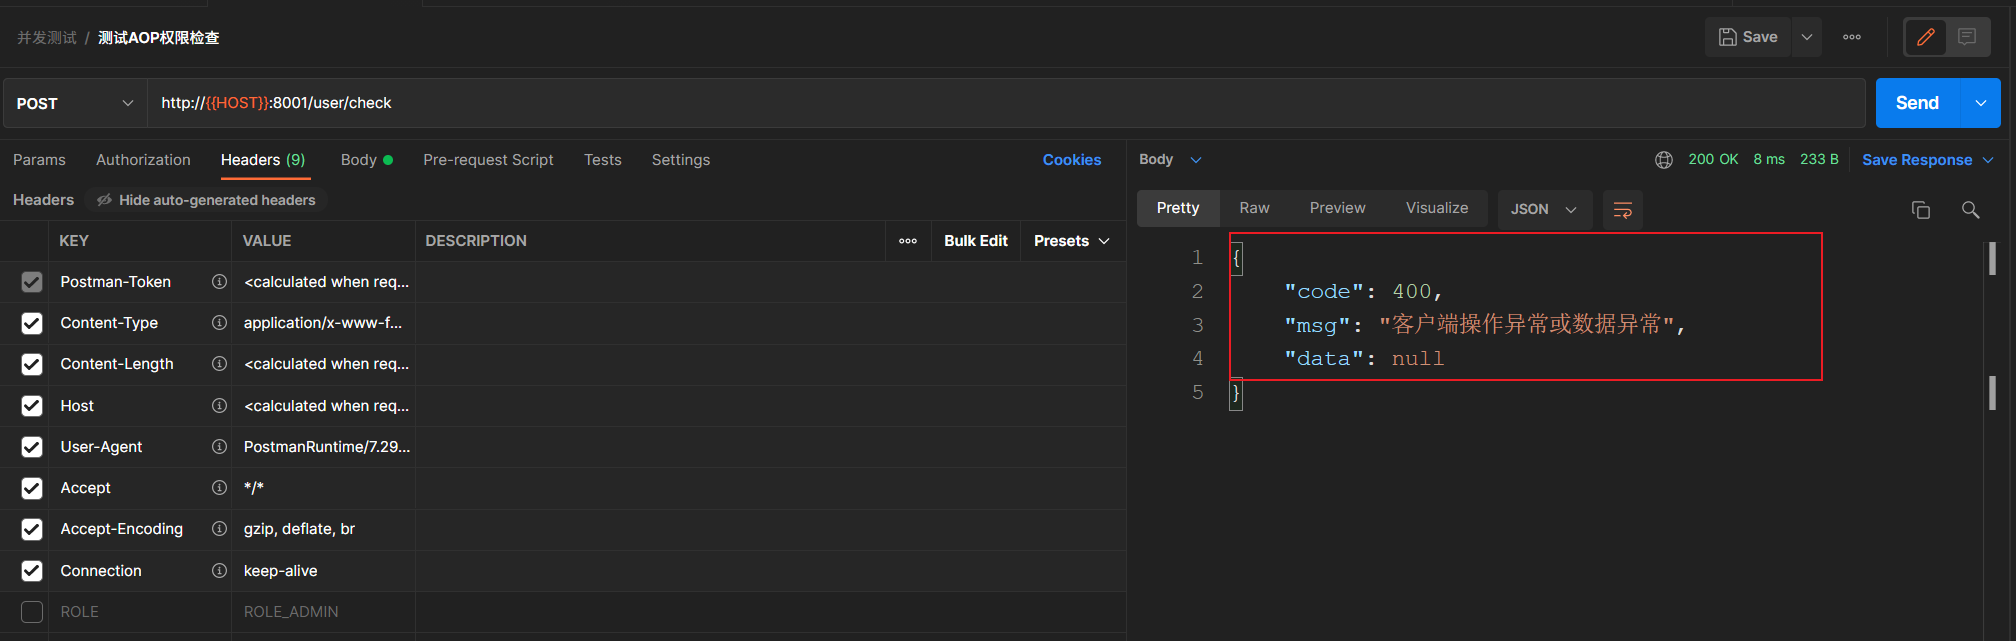 并发测试 / 测试AOP权限检查
Save
POST
http://{{HOST}}:8001/user/check
Send
Params Authorization Headers (9) Body Pre-request Script Tests Settings Cookies
Headers Hide auto-generated headers
KEY VALUE DESCRIPTION Bulk Edit Presets
Postman-Token <calculated when req...
Content-Type application/x-www-f...
Content-Length <calculated when req...
Host <calculated when req...
User-Agent PostmanRuntime/7.29...
Accept */*
Accept-Encoding gzip, deflate, br
Connection keep-alive
ROLE ROLE_ADMIN
Body 200 OK 8 ms 233 B Save Response
Pretty Raw Preview Visualize JSON
1 {
2 "code": 400,
3 "msg": "客户端操作异常或数据异常",
4 "data": null
5 }